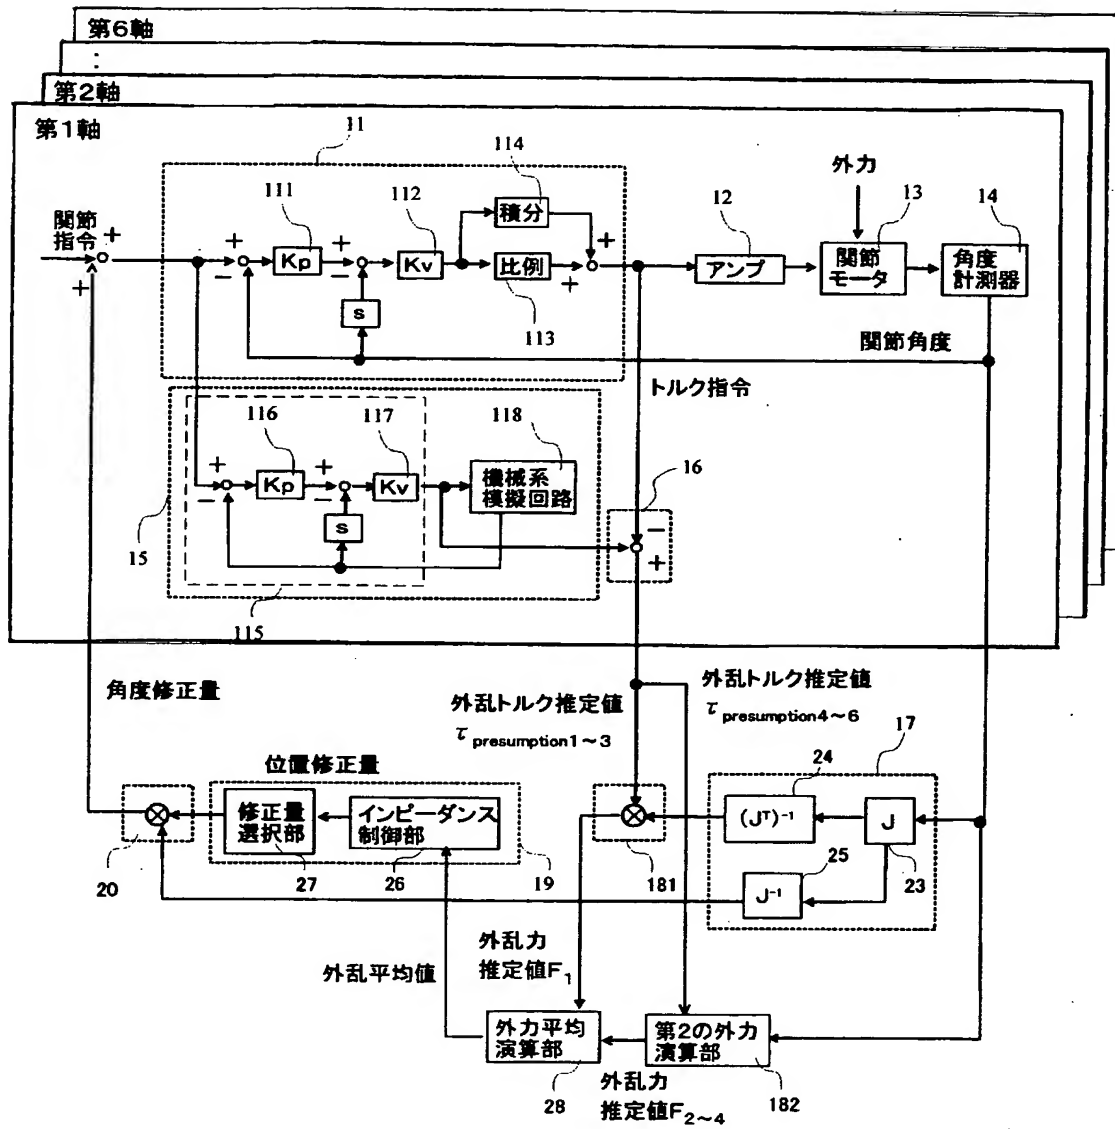 第6軸
:
第2軸
第1軸
11
114
外力
111
112
12
13
14
関節
指令
+
+
+
−
Kp
+
−
Kv
積分
比例
+
+
アンプ
関節
モータ
角度
計測器
s
113
関節角度
トルク指令
116
117
118
16
+
−
Kp
+
−
Kv
機械系
模擬回路
s
−
+
15
115
角度修正量
外乱トルク推定値
τpresumption1～3
外乱トルク推定値
τpresumption4～6
17
位置修正量
24
修正量
選択部
インピーダンス
制御部
(Jᵀ)⁻¹
J
25
23
J⁻¹
20
27
26
19
181
外乱力
推定値F₁
外乱平均値
外力平均
演算部
第2の外力
演算部
外乱力
推定値F₂～₄
28
182